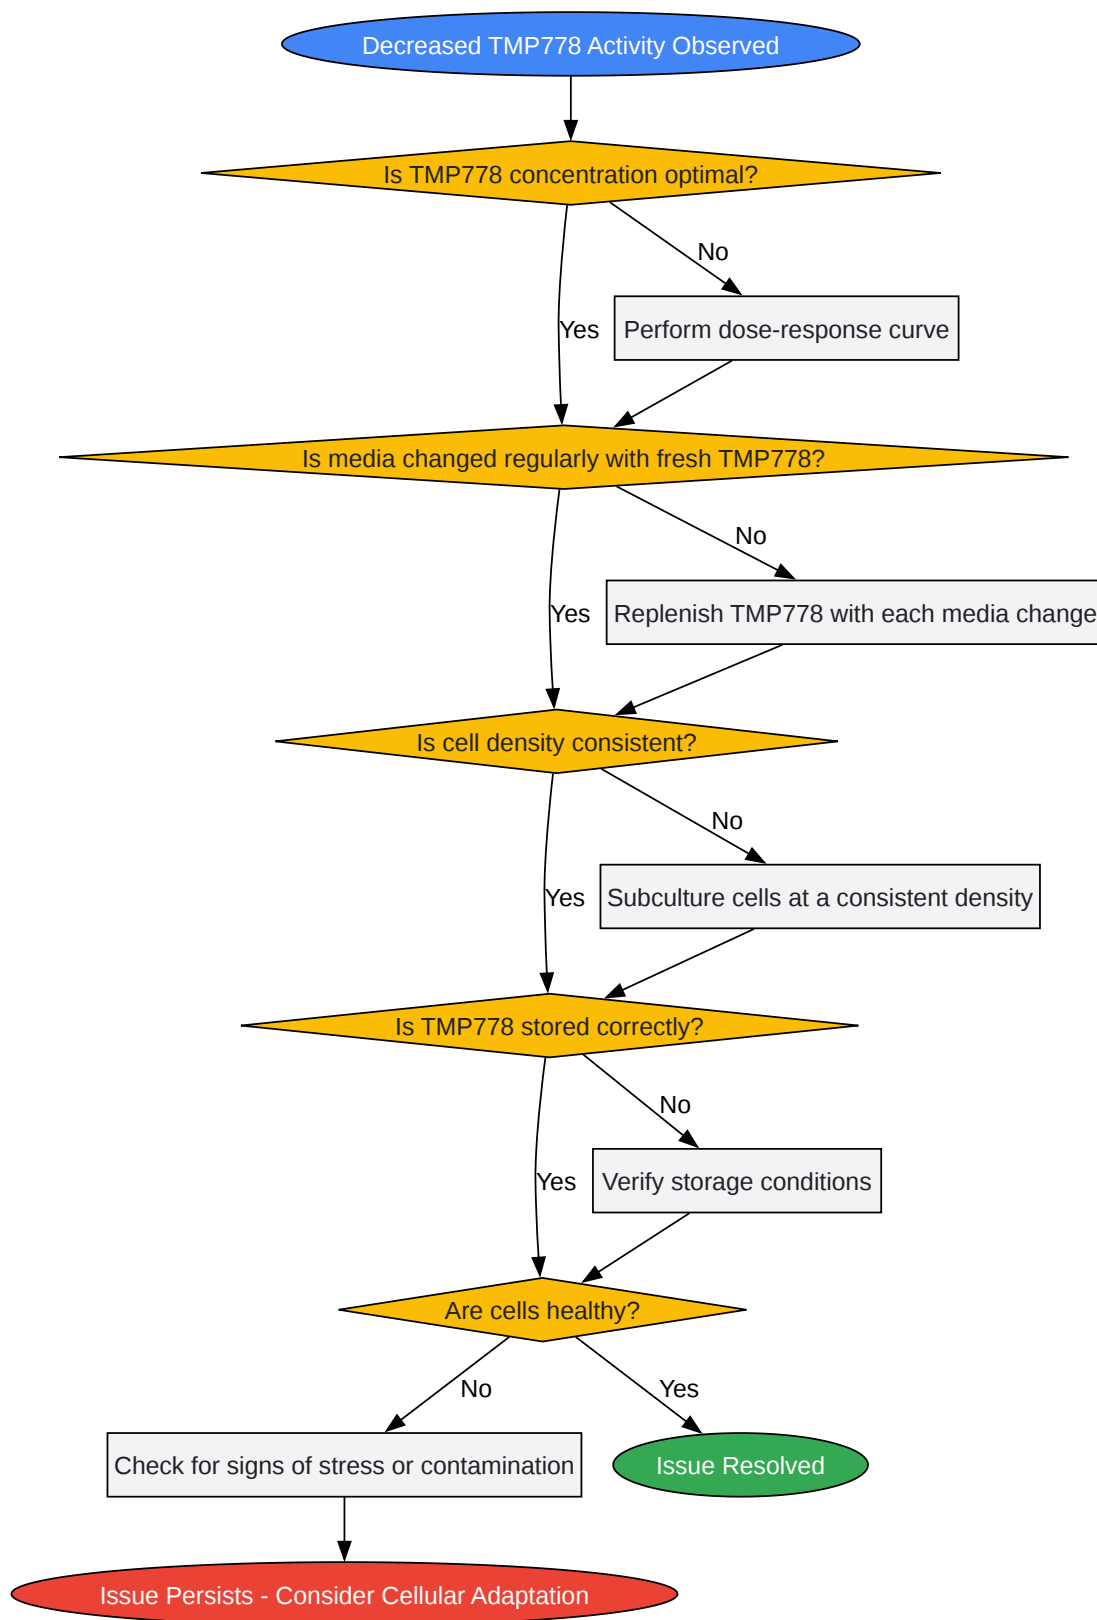 Decreased TMP778 Activity Observed
Is TMP778 concentration optimal?
No
Yes
Perform dose-response curve
Is media changed regularly with fresh TMP778?
No
Yes
Replenish TMP778 with each media change
Is cell density consistent?
No
Yes
Subculture cells at a consistent density
Is TMP778 stored correctly?
No
Yes
Verify storage conditions
Are cells healthy?
No
Yes
Check for signs of stress or contamination
Issue Resolved
Issue Persists - Consider Cellular Adaptation